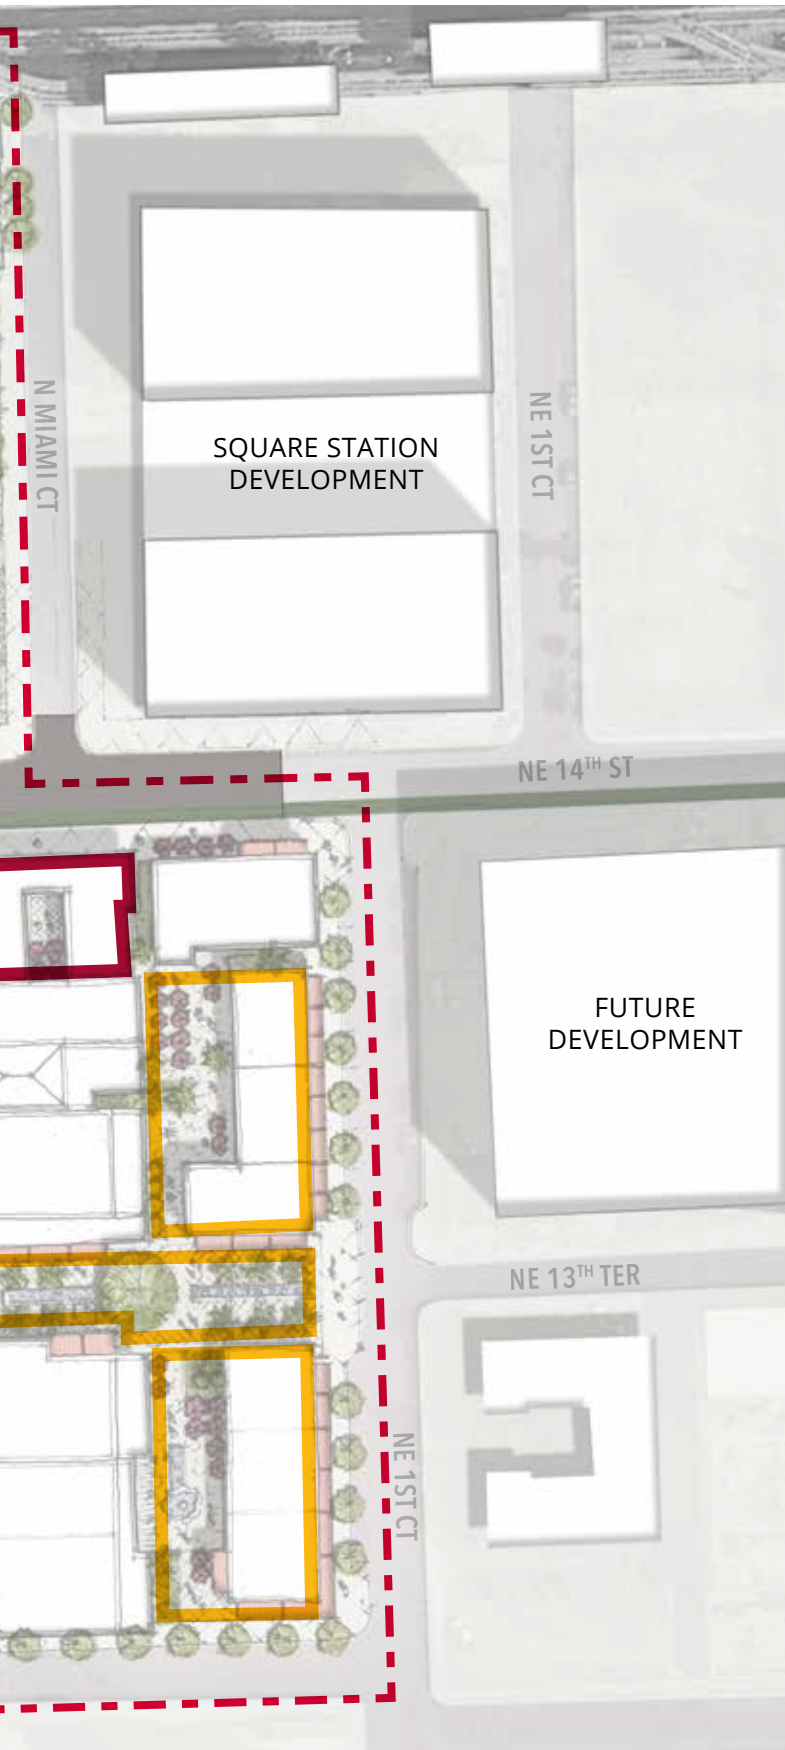 N MIAMI CT
NE 1ST CT
SQUARE STATION
DEVELOPMENT
NE 14TH ST
FUTURE
DEVELOPMENT
NE 13TH TER
NE 1ST CT